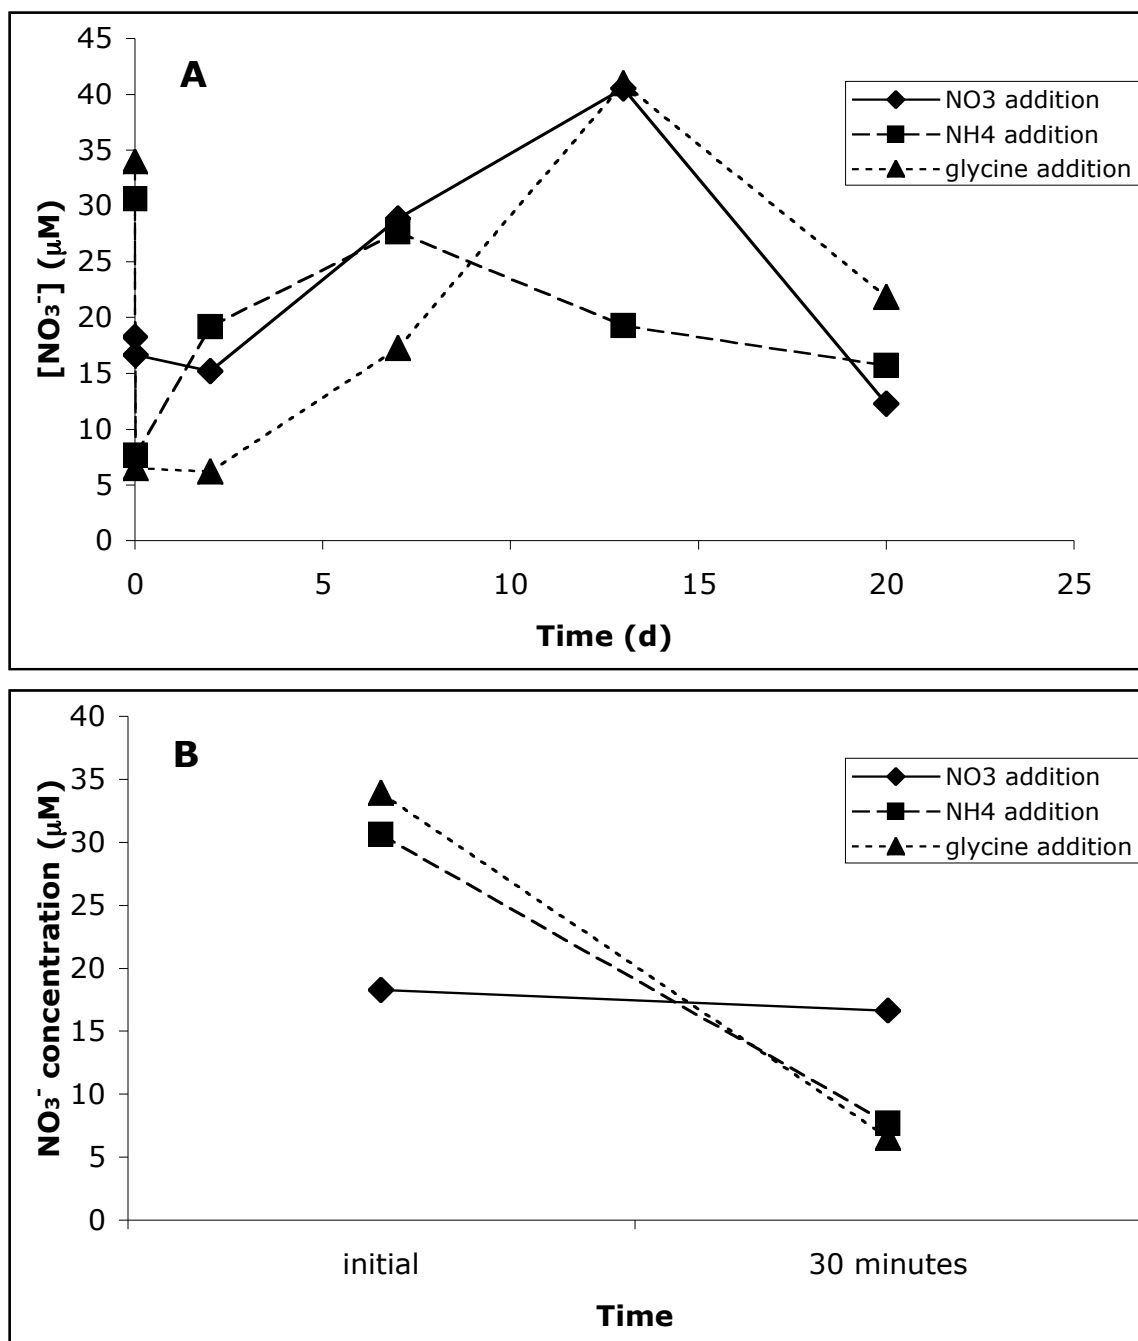 A
[NO₃⁻] (μM)
45
40
35
30
25
20
15
10
5
0
0 5 10 15 20 25
Time (d)
NO3 addition
NH4 addition
glycine addition
B
NO₃⁻ concentration (μM)
40
35
30
25
20
15
10
5
0
initial 30 minutes
Time
NO3 addition
NH4 addition
glycine addition